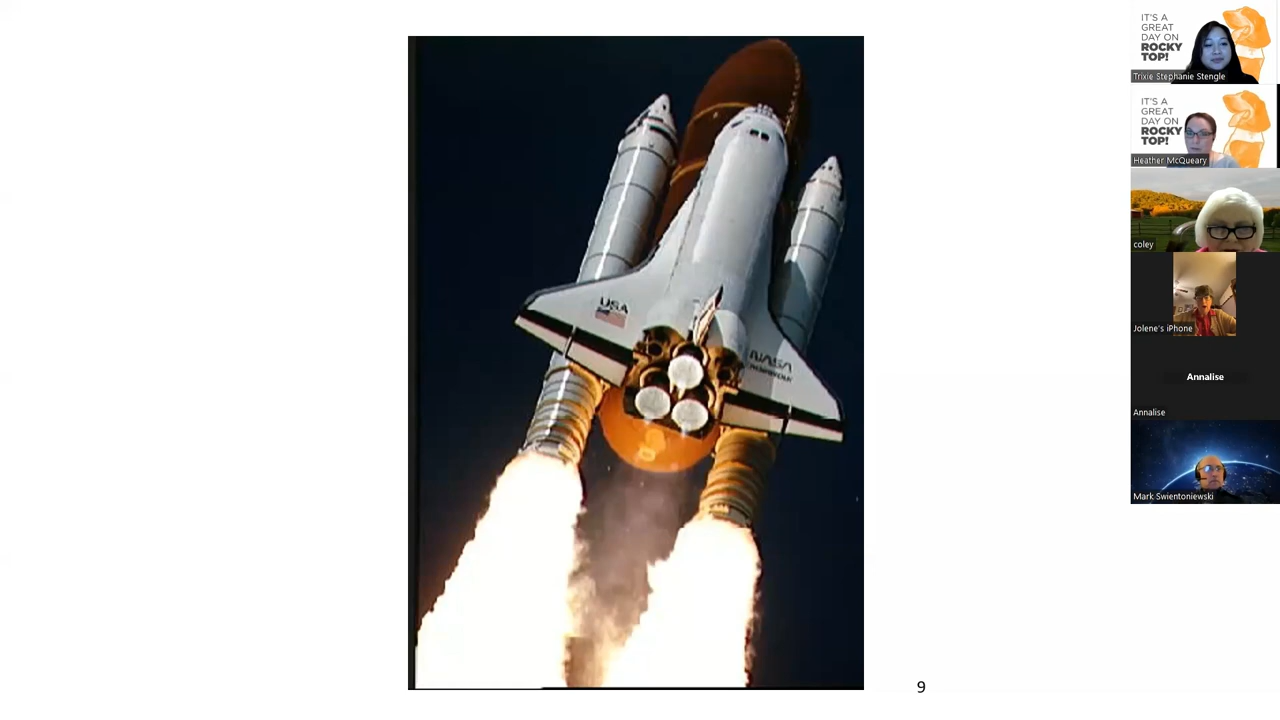 USA
NASA
9
IT'S A
GREAT
DAY ON
ROCKY
TOP!
Trixie Stephanie Stengle
IT'S A
GREAT
DAY ON
ROCKY
TOP!
Heather McQueary
coley
Jolene's iPhone
Annalise
Annalise
Mark Swientoniewski